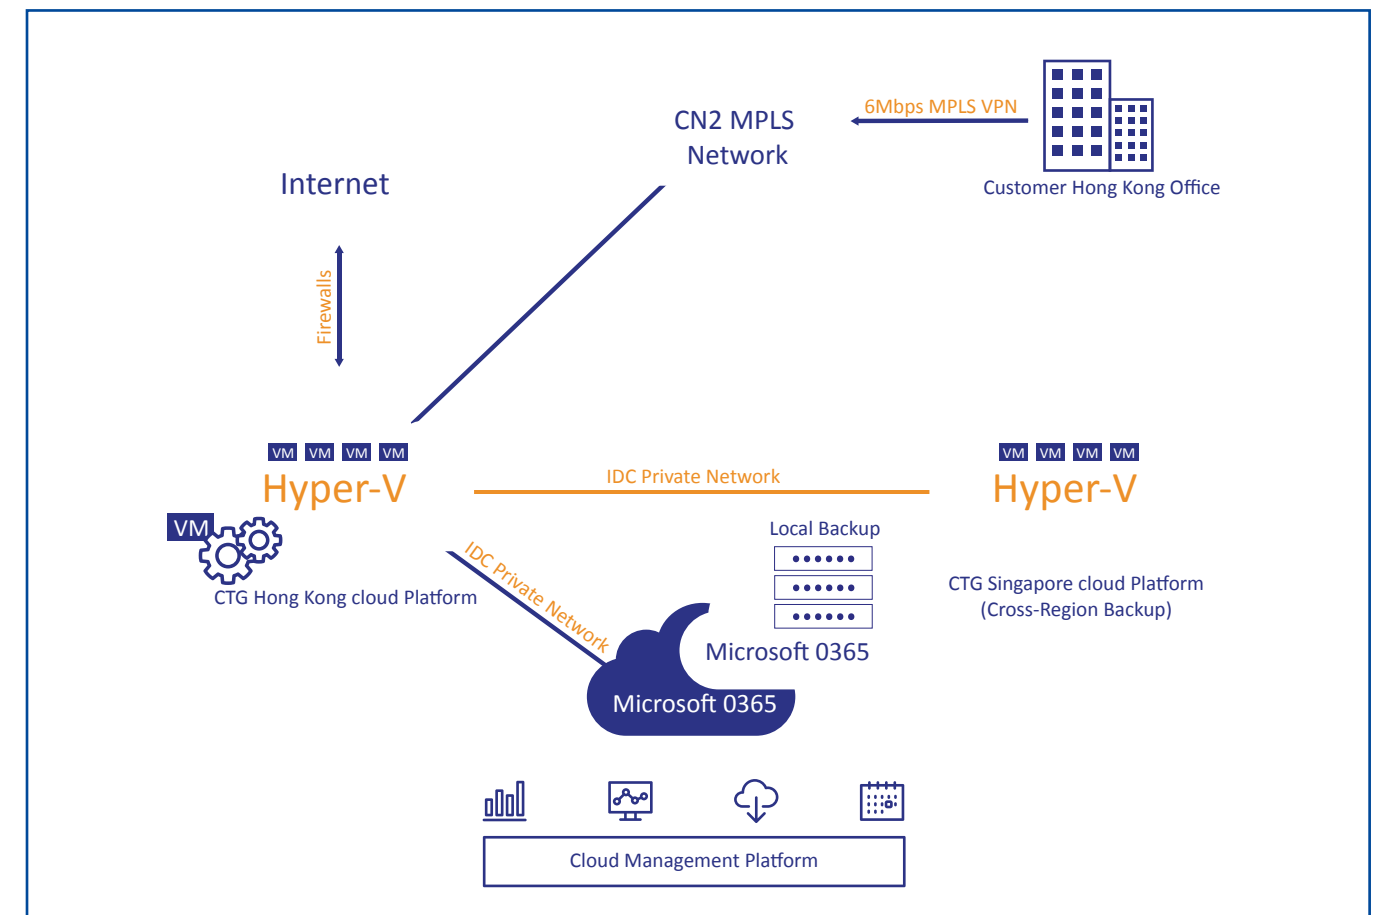 6Mbps MPLS VPN
CN2 MPLS
Network
Customer Hong Kong Office
Internet
Firewalls
VM VM VM VM
Hyper-V
IDC Private Network
VM VM VM VM
Hyper-V
VM
CTG Hong Kong cloud Platform
IDC Private Network
Local Backup
CTG Singapore cloud Platform
(Cross-Region Backup)
Microsoft 0365
Microsoft 0365
Cloud Management Platform